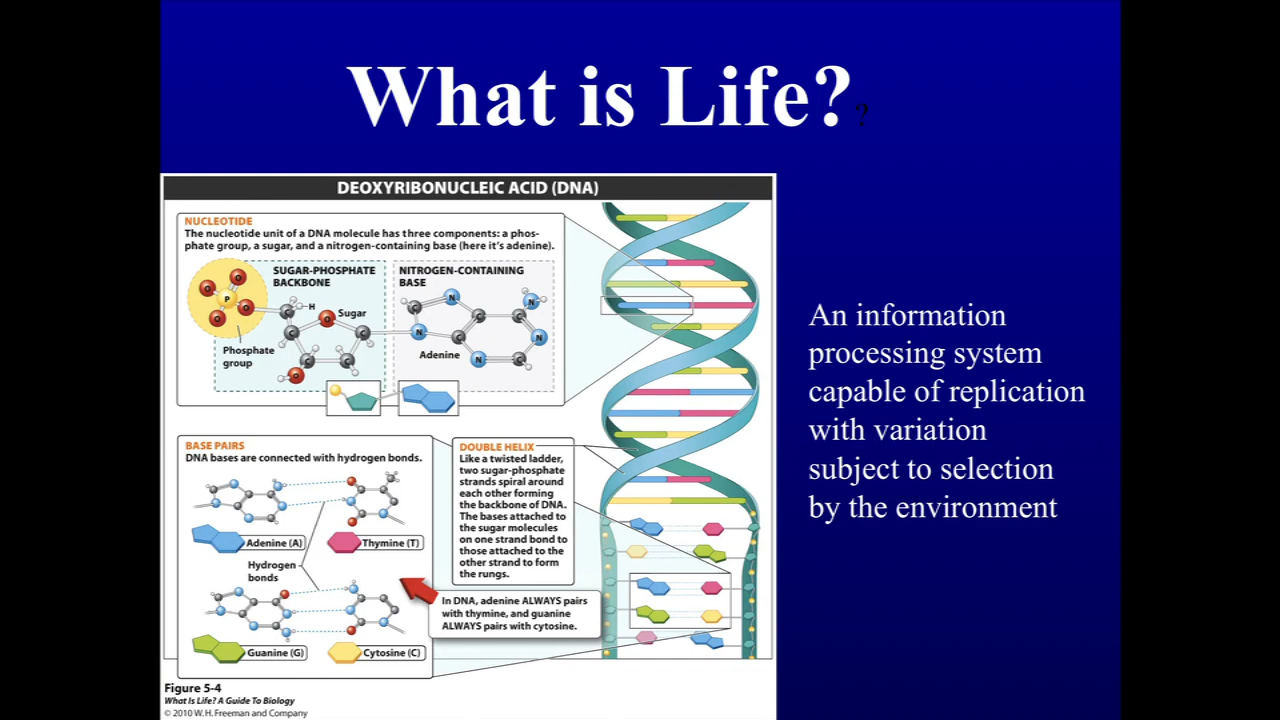 What is Life?
?
DEOXYRIBONUCLEIC ACID (DNA)
NUCLEOTIDE
The nucleotide unit of a DNA molecule has three components: a phos-
phate group, a sugar, and a nitrogen-containing base (here it's adenine).
SUGAR-PHOSPHATE
BACKBONE
NITROGEN-CONTAINING
BASE
O
O
P
O
O
H
Sugar
O
O
Phosphate
group
N
N
N
N
N
C
C
C
C
C
C
C
C
C
C
Adenine
An information
processing system
capable of replication
with variation
subject to selection
by the environment
BASE PAIRS
DNA bases are connected with hydrogen bonds.
Adenine (A)
Thymine (T)
Hydrogen
bonds
Guanine (G)
Cytosine (C)
DOUBLE HELIX
Like a twisted ladder,
two sugar-phosphate
strands spiral around
each other forming
the backbone of DNA.
The bases attached to
the sugar molecules
on one strand bond to
those attached to the
other strand to form
the rungs.
In DNA, adenine ALWAYS pairs
with thymine, and guanine
ALWAYS pairs with cytosine.
Figure 5-4
What Is Life? A Guide To Biology
© 2010 W.H. Freeman and Company